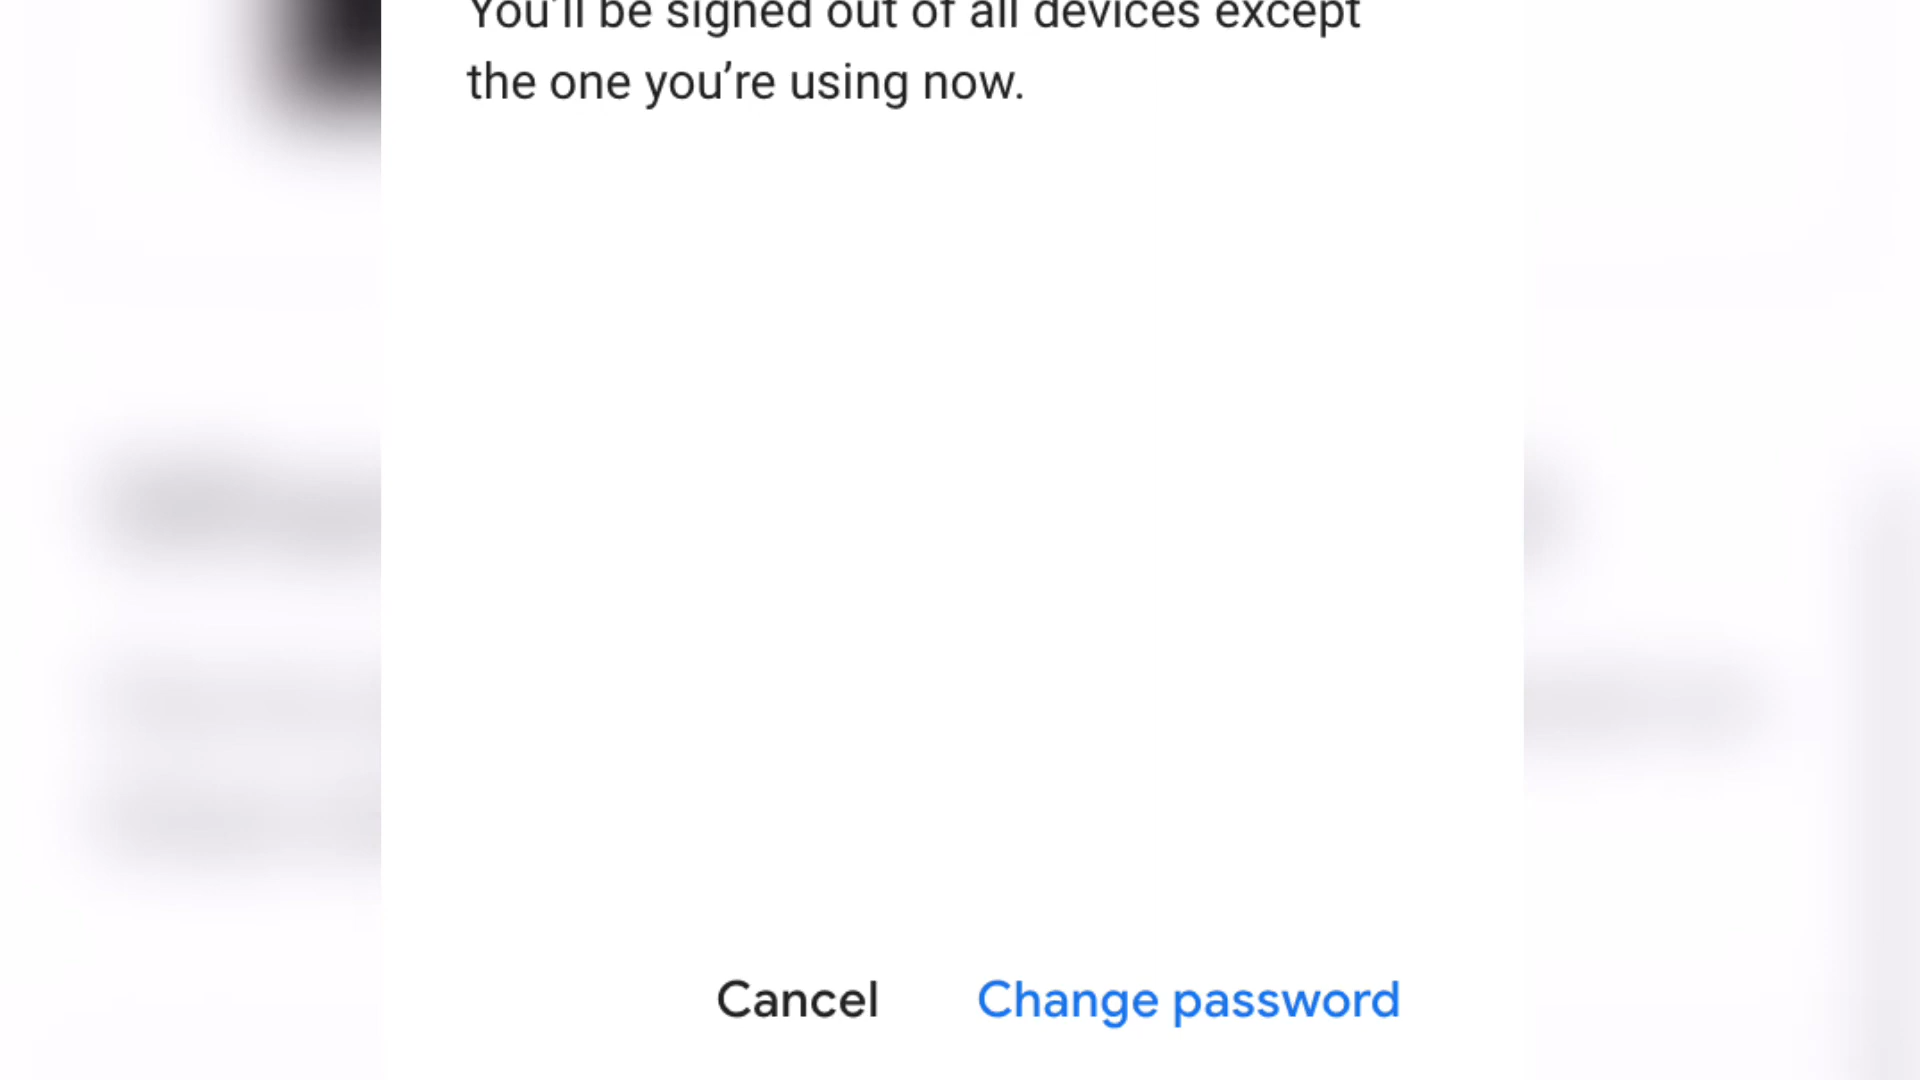 You'll be signed out of all devices except
the one you’re using now.
Cancel
Change password